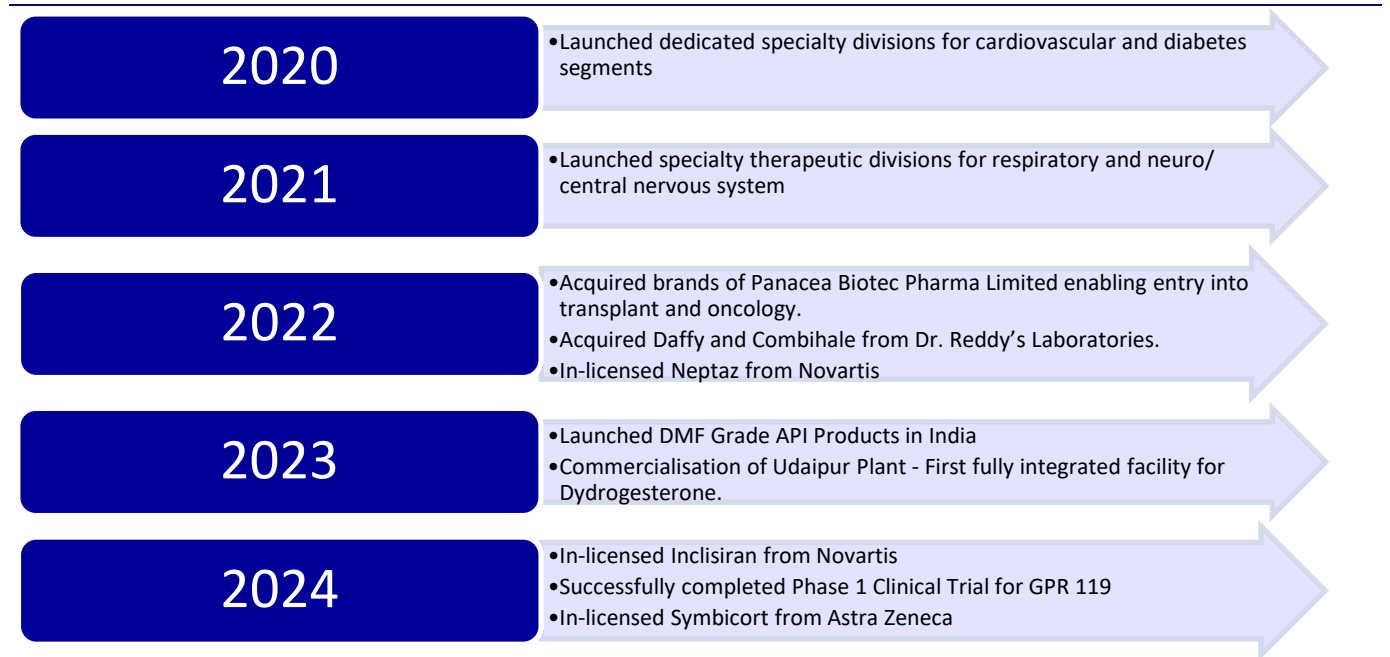 2020
•Launched dedicated specialty divisions for cardiovascular and diabetes
segments
2021
•Launched specialty therapeutic divisions for respiratory and neuro/
central nervous system
2022
•Acquired brands of Panacea Biotec Pharma Limited enabling entry into
transplant and oncology.
•Acquired Daffy and Combihale from Dr. Reddy’s Laboratories.
•In-licensed Neptaz from Novartis
2023
•Launched DMF Grade API Products in India
•Commercialisation of Udaipur Plant - First fully integrated facility for
Dydrogesterone.
2024
•In-licensed Inclisiran from Novartis
•Successfully completed Phase 1 Clinical Trial for GPR 119
•In-licensed Symbicort from Astra Zeneca